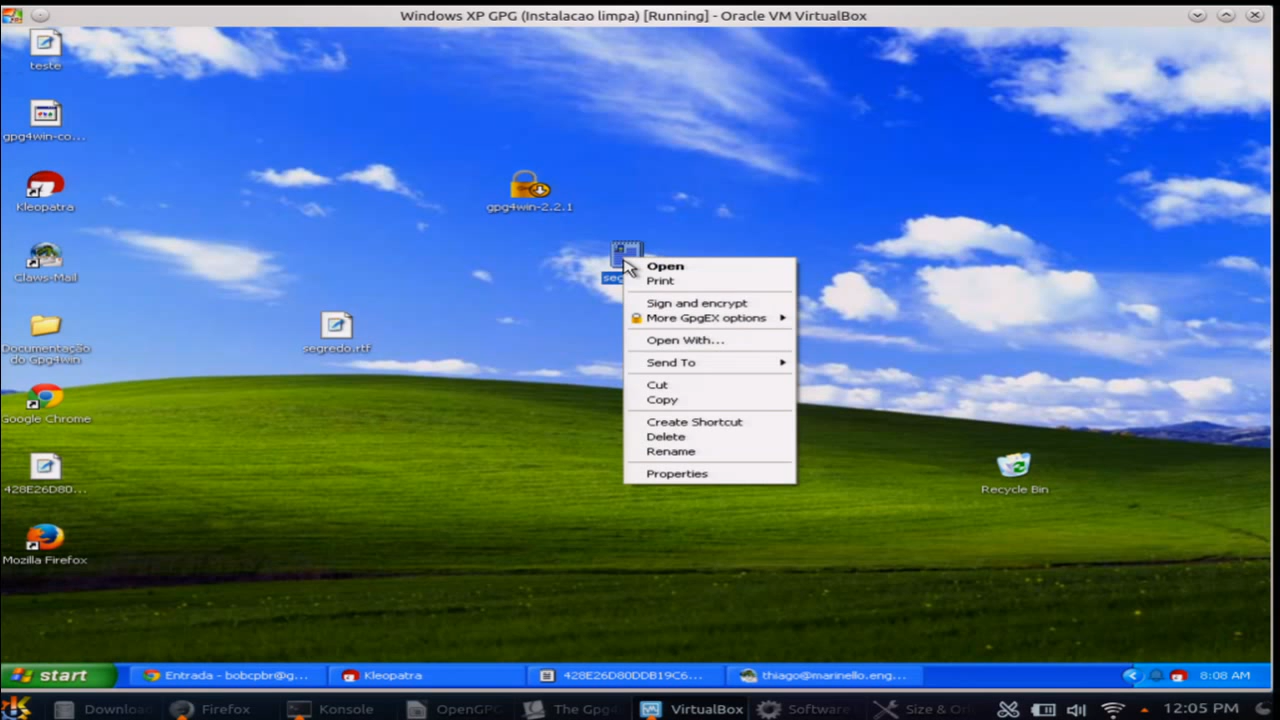 Windows XP GPG (Instalacao limpa) [Running] - Oracle VM VirtualBox
teste
gpg4win-co...
Kleopatra
gpg4win-2.2.1
Claws-Mail
Open
Print
Sign and encrypt
More GpgEX options
Open With...
Send To
Cut
Copy
Create Shortcut
Delete
Rename
Properties
segredo.rtf
Documentação
do Gpg4win
Google Chrome
428E26D80...
Recycle Bin
Mozilla Firefox
start
Entrada - bobcpbr@g...
Kleopatra
428E26D80DDB19C6...
thiago@marinello.eng...
8:08 AM
Downloa
Firefox
Konsole
OpenGP
The Gpg4
VirtualBox
Software
Size & Ori
12:05 PM